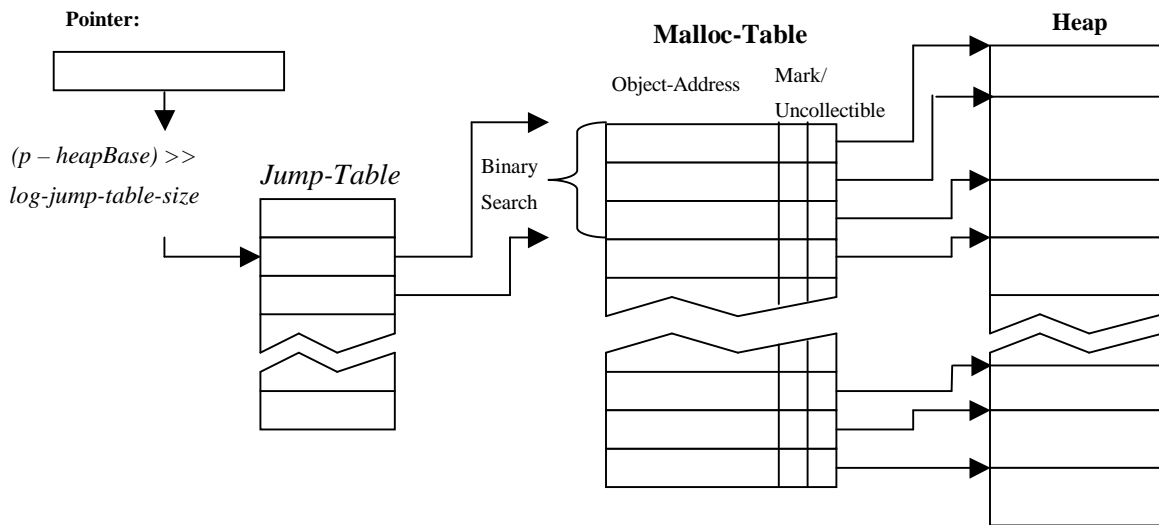 Pointer:
(p – heapBase) >>
log-jump-table-size
Jump-Table
Binary
Search
Malloc-Table
Object-Address
Mark/
Uncollectible
Heap